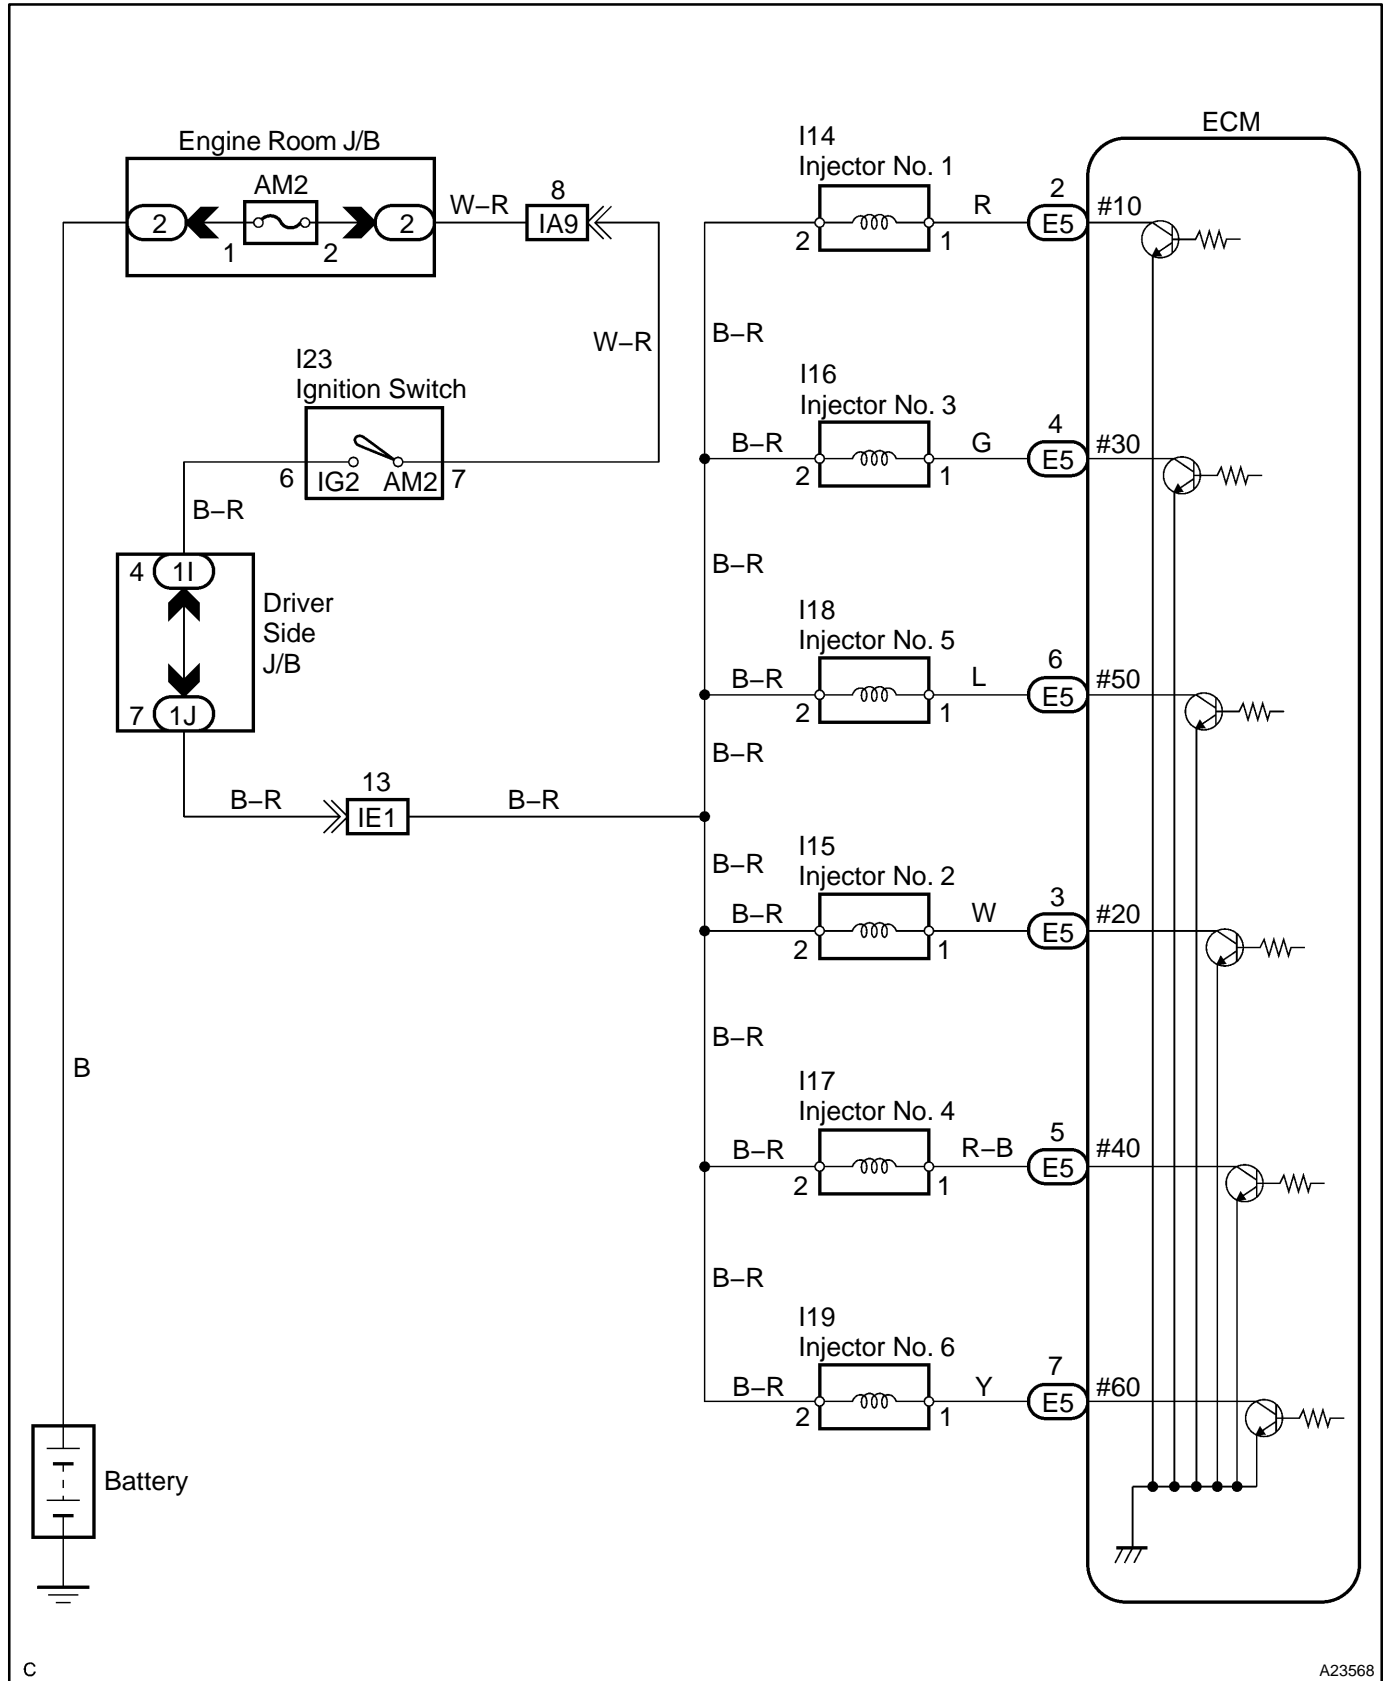 ECM
Engine Room J/B
AM2
2
1
2
2
W–R
8
IA9
W–R
I23
Ignition Switch
6
IG2
AM2
7
B–R
4
1I
Driver
Side
J/B
7
1J
B–R
13
IE1
B–R
B
Battery
I14
Injector No. 1
2
1
R
2
E5
#10
B–R
I16
Injector No. 3
B–R
2
1
G
4
E5
#30
B–R
I18
Injector No. 5
B–R
2
1
L
6
E5
#50
B–R
B–R
I15
Injector No. 2
B–R
2
1
W
3
E5
#20
B–R
I17
Injector No. 4
B–R
2
1
R–B
5
E5
#40
B–R
I19
Injector No. 6
B–R
2
1
Y
7
E5
#60
C
A23568